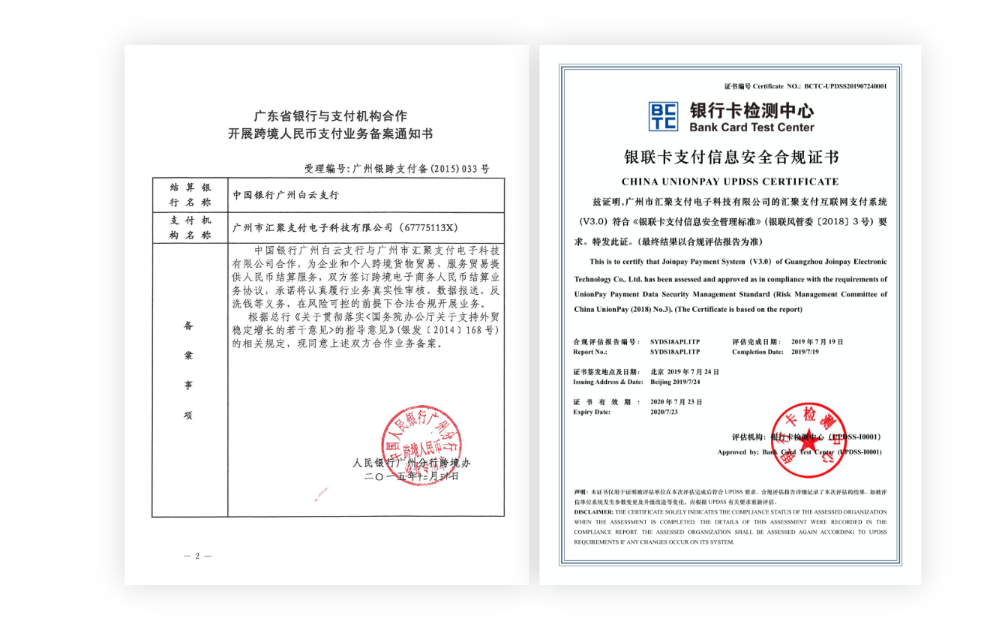 广东省银行与支付机构合作
开展跨境人民币支付业务备案通知书
受理编号:广州银跨支付备(2015)033号
结算银
行名称
中国银行广州白云支行
支付机
构名称
广州市汇聚支付电子科技有限公司(67775113X)
备
案
事
项
中国银行广州白云支行与广州市汇聚支付电子科技
有限公司合作,为企业和个人跨境货物贸易、服务贸易提
供人民币结算服务,双方签订跨境电子商务人民币结算业
务协议,承诺将认真履行业务真实性审核、数据报送、反
洗钱等义务,在风险可控的前提下合法合规开展业务。
根据总行《关于贯彻落实<国务院办公厅关于支持外贸
稳定增长的若干意见>的指导意见》(银发〔2014〕168号)
的相关规定,现同意上述双方合作业务备案。
人民银行广州分行跨境办
二〇一五年十二月
— 2 —
证书编号 Certificate NO.: BCTC-UPDSS201907240001
BCTC
银行卡检测中心
Bank Card Test Center
银联卡支付信息安全合规证书
CHINA UNIONPAY UPDSS CERTIFICATE
兹证明,广州市汇聚支付电子科技有限公司的汇聚支付互联网支付系统
(V3.0)符合《银联卡支付信息安全管理标准》(银联风管委〔2018〕3号)要
求。特发此证。(最终结果以合规评估报告为准)
This is to certify that Joinpay Payment System (V3.0) of Guangzhou Joinpay Electronic
Technology Co., Ltd. has been assessed and approved as in compliance with the requirements of
UnionPay Payment Data Security Management Standard (Risk Management Committee of
China UnionPay (2018) No.3). (The Certificate is based on the report)
合规评估报告编号: SYDS18APL1TP 评估完成日期: 2019年7月19日
Report No.: SYDS18APL1TP Completion Date: 2019/7/19
证书签发地点及日期: 北京 2019年7月24日
Issuing Address & Date: Beijing 2019/7/24
证书有效期: 2020年7月23日
Expiry Date: 2020/7/23
评估机构: 银行卡检测中心(UPDSS-I0001)
Approved by: Bank Card Test Center (UPDSS-I0001)
声明:本证书仅用于证明被评估单位在本次评估完成后符合UPDSS要求。合规评估报告详细记录了本次评估的结果。如被评
估单位系统发生参数变更及升级改造等变化,应根据UPDSS有关要求重新评估。
DISCLAIMER: THE CERTIFICATE SOLELY INDICATES THE COMPLIANCE STATUS OF THE ASSESSED ORGANIZATION
WHEN THE ASSESSMENT IS COMPLETED. THE DETAILS OF THIS ASSESSMENT WERE RECORDED IN THE
COMPLIANCE REPORT. THE ASSESSED ORGANIZATION SHALL BE ASSESSED AGAIN ACCORDING TO UPDSS
REQUIREMENTS IF ANY CHANGES OCCUR ON ITS SYSTEM.